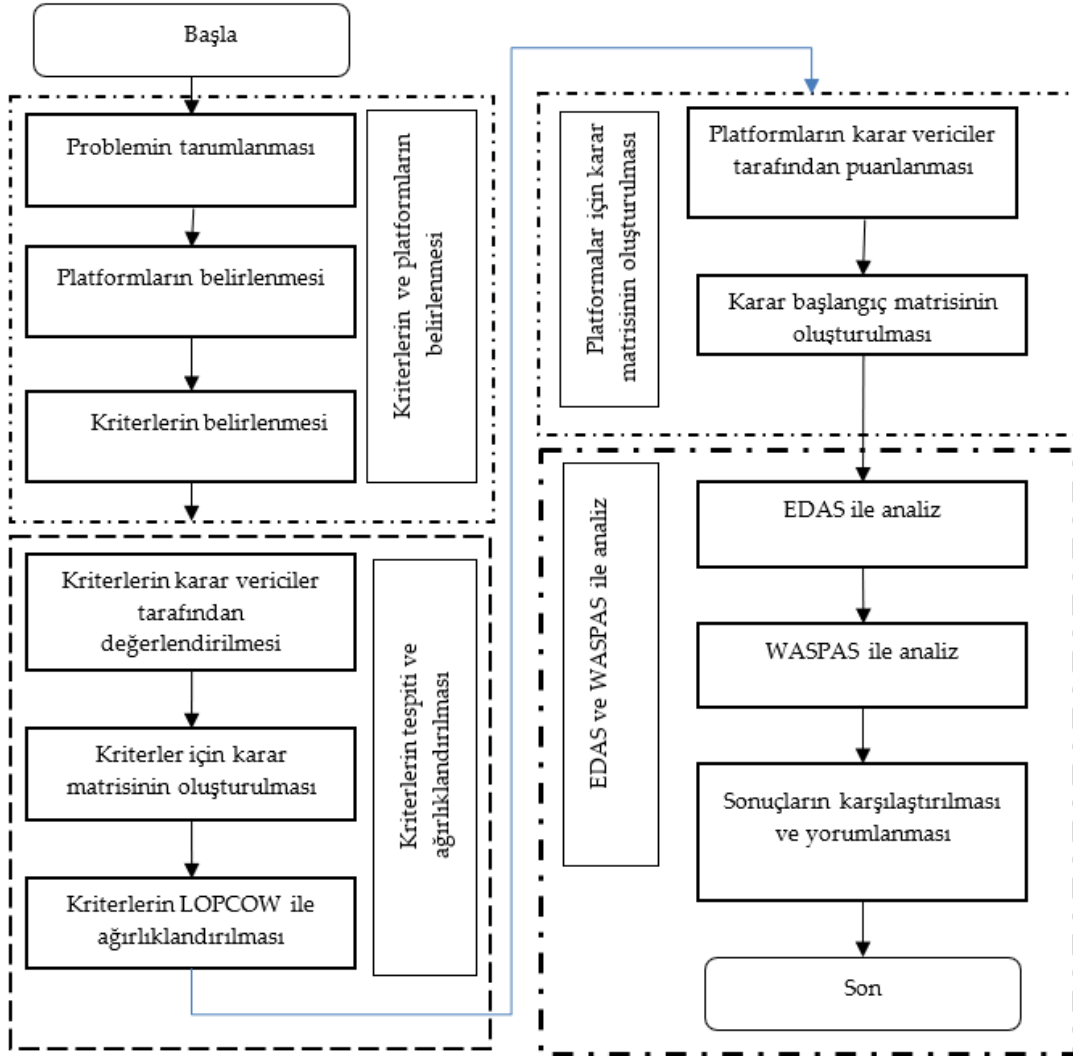 Başla
Problemin tanımlanması
Platformların belirlenmesi
Kriterlerin belirlenmesi
Kriterlerin ve platformların
belirlenmesi
Kriterlerin karar vericiler
tarafından
değerlendirilmesi
Kriterler için karar
matrisinin oluşturulması
Kriterlerin LOPCOW ile
ağırlıklandırılması
Kriterlerin tespiti ve
ağırlıklandırılması
Platformların karar vericiler
tarafından puanlanması
Karar başlangıç matrisinin
oluşturulması
Platformalar için karar
matrisinin oluşturulması
EDAS ile analiz
WASPAS ile analiz
Sonuçların karşılaştırılması
ve yorumlanması
EDAS ve WASPAS ile analiz
Son